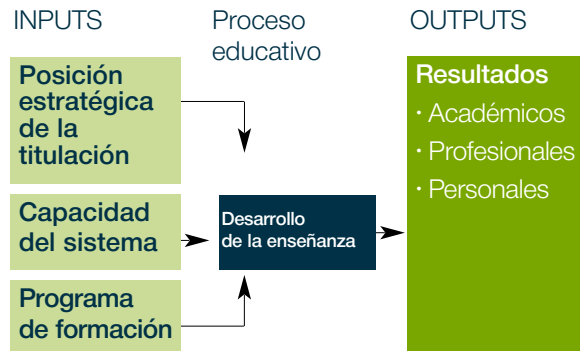 INPUTS
Proceso
educativo
OUTPUTS
Posición
estratégica
de la
titulación
Capacidad
del sistema
Programa
de formación
Desarrollo
de la enseñanza
Resultados
· Académicos
· Profesionales
· Personales